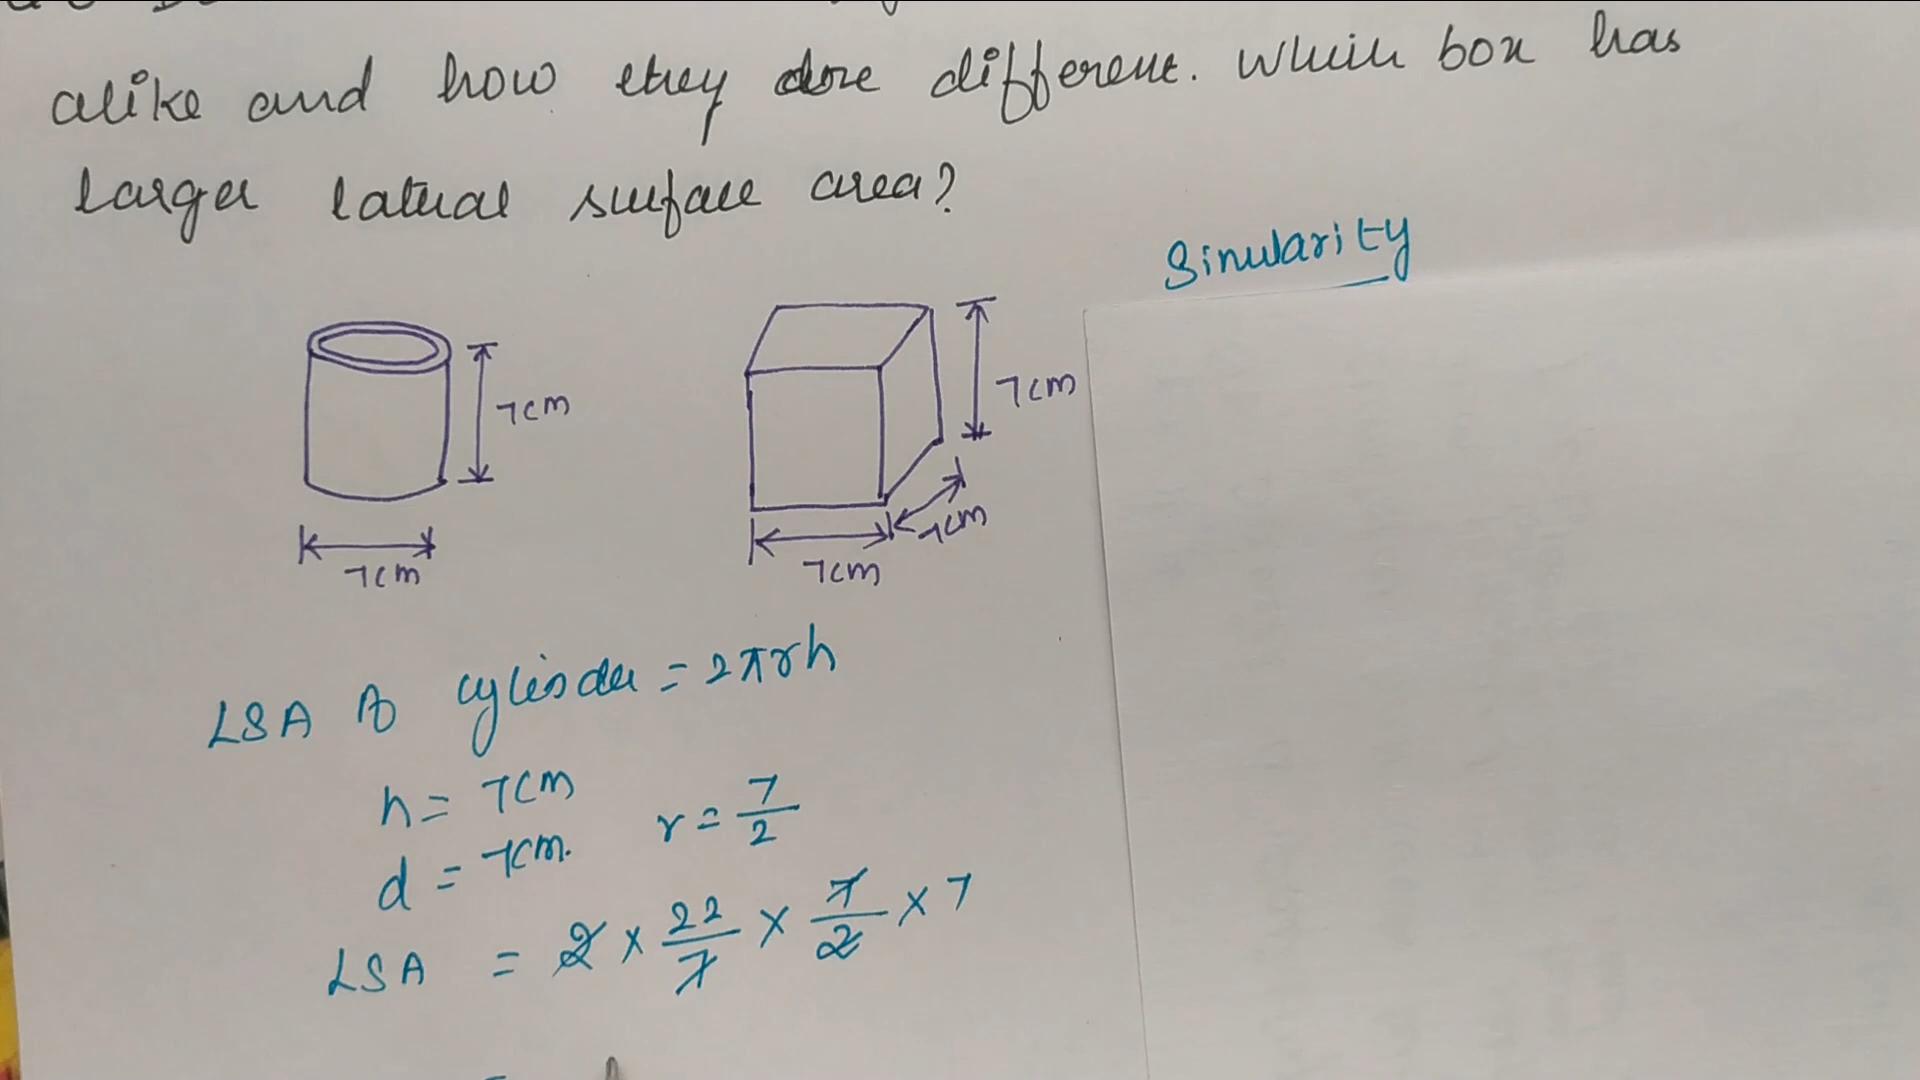 alike and how they are different. Which box has
larger lateral surface area?
Similarity
7cm
7cm
7cm
7cm
7cm
LSA of cylinder = 2πrh
h = 7cm
d = 7cm. r = 7/2
LSA = 2 × 22/7 × 7/2 × 7